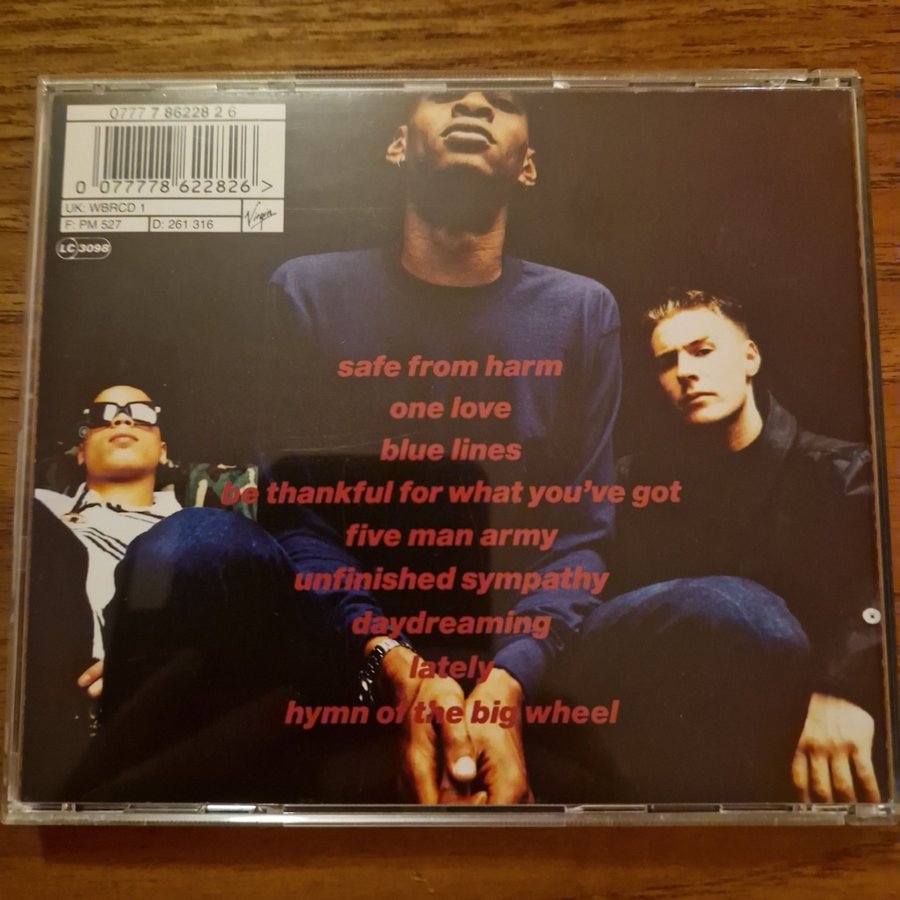 0777 7 86228 2 6
0 077778 622826 >
UK: WBRCD 1
F: PM 527
D: 261 316
Virgin
LC 3098
safe from harm
one love
blue lines
be thankful for what you've got
five man army
unfinished sympathy
daydreaming
lately
hymn of the big wheel